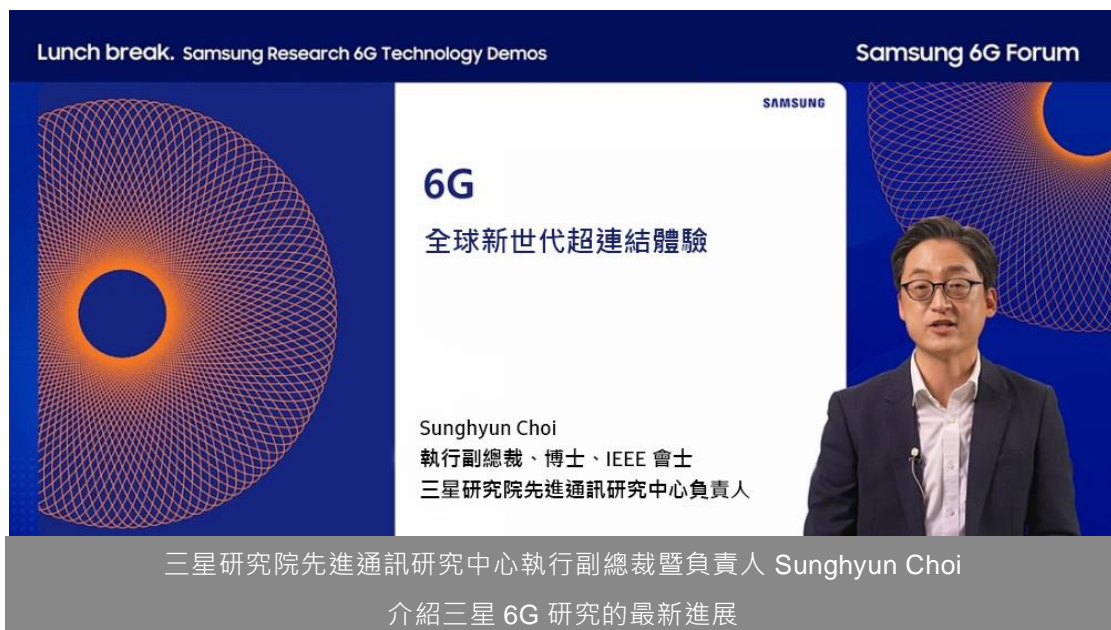 Lunch break. Samsung Research 6G Technology Demos
Samsung 6G Forum
SAMSUNG
6G
全球新世代超連結體驗
Sunghyun Choi
執行副總裁、博士、IEEE 會士
三星研究院先進通訊研究中心負責人
三星研究院先進通訊研究中心執行副總裁暨負責人 Sunghyun Choi
介紹三星 6G 研究的最新進展